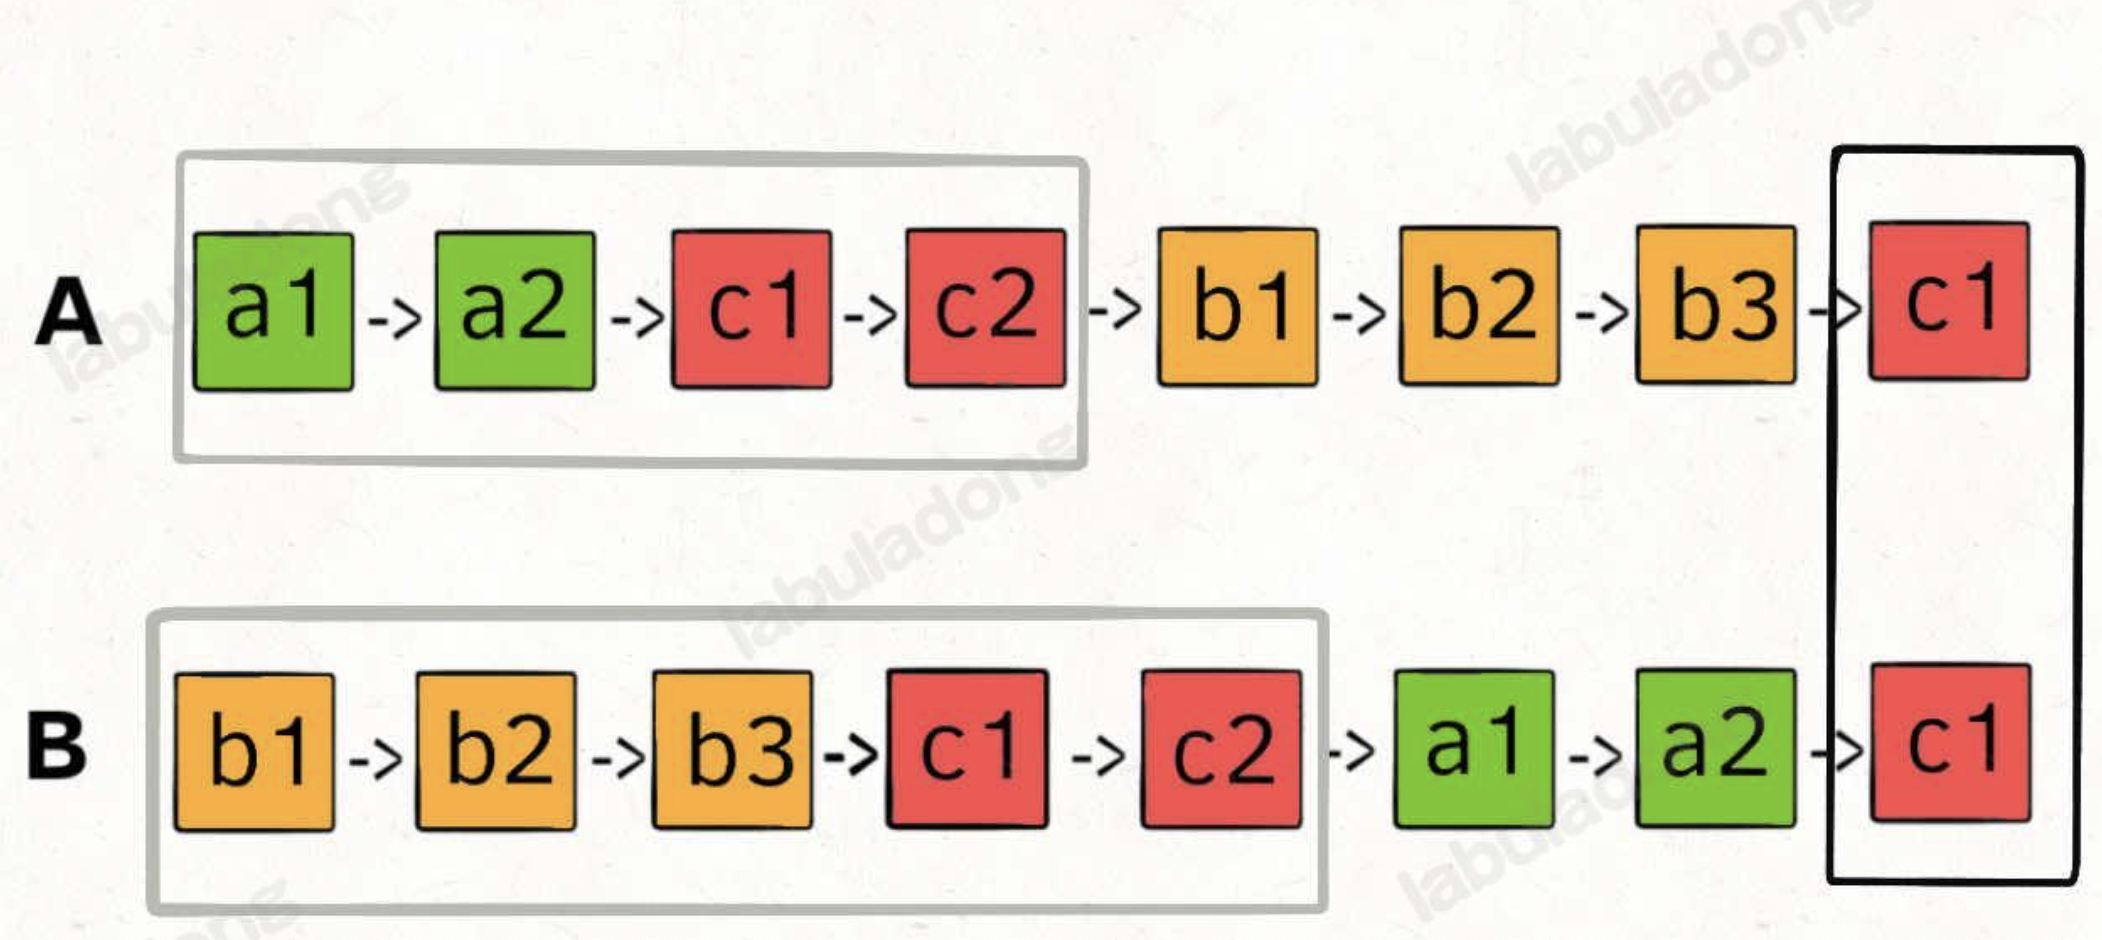 labuladong
labuladong
A a1 -> a2 -> c1 -> c2 -> b1 -> b2 -> b3 -> c1
labuladong
B b1 -> b2 -> b3 -> c1 -> c2 -> a1 -> a2 -> c1